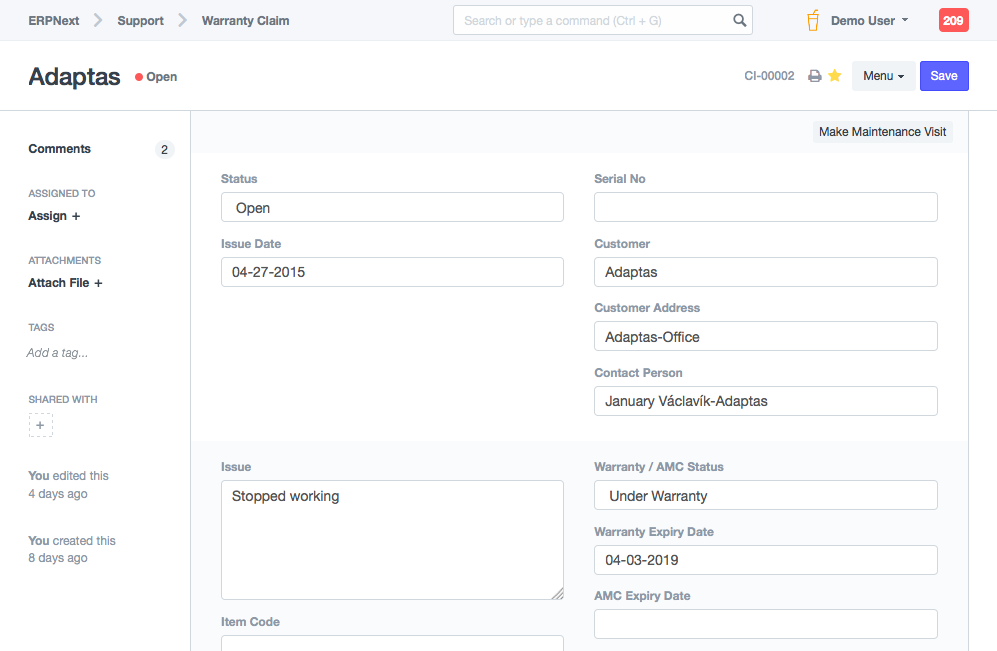 ERPNext Support Warranty Claim Search or type a command (Ctrl + G) Demo User 209
Adaptas Open CI-00002 Menu Save
Comments 2
ASSIGNED TO
Assign +
ATTACHMENTS
Attach File +
TAGS
Add a tag...
SHARED WITH
+
You edited this
4 days ago
You created this
8 days ago
Make Maintenance Visit
Status
Open
Issue Date
04-27-2015
Serial No
Customer
Adaptas
Customer Address
Adaptas-Office
Contact Person
January Václavík-Adaptas
Issue
Stopped working
Item Code
Warranty / AMC Status
Under Warranty
Warranty Expiry Date
04-03-2019
AMC Expiry Date